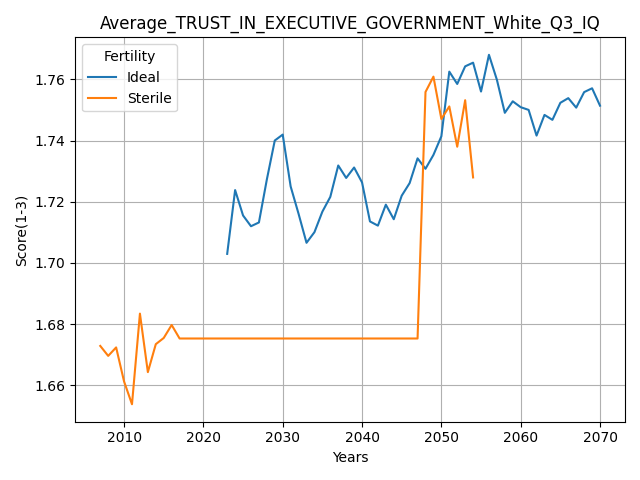 Average_TRUST_IN_EXECUTIVE_GOVERNMENT_White_Q3_IQ
Fertility
Ideal
Sterile
Score(1-3)
1.76
1.74
1.72
1.70
1.68
1.66
2010 2020 2030 2040 2050 2060 2070
Years